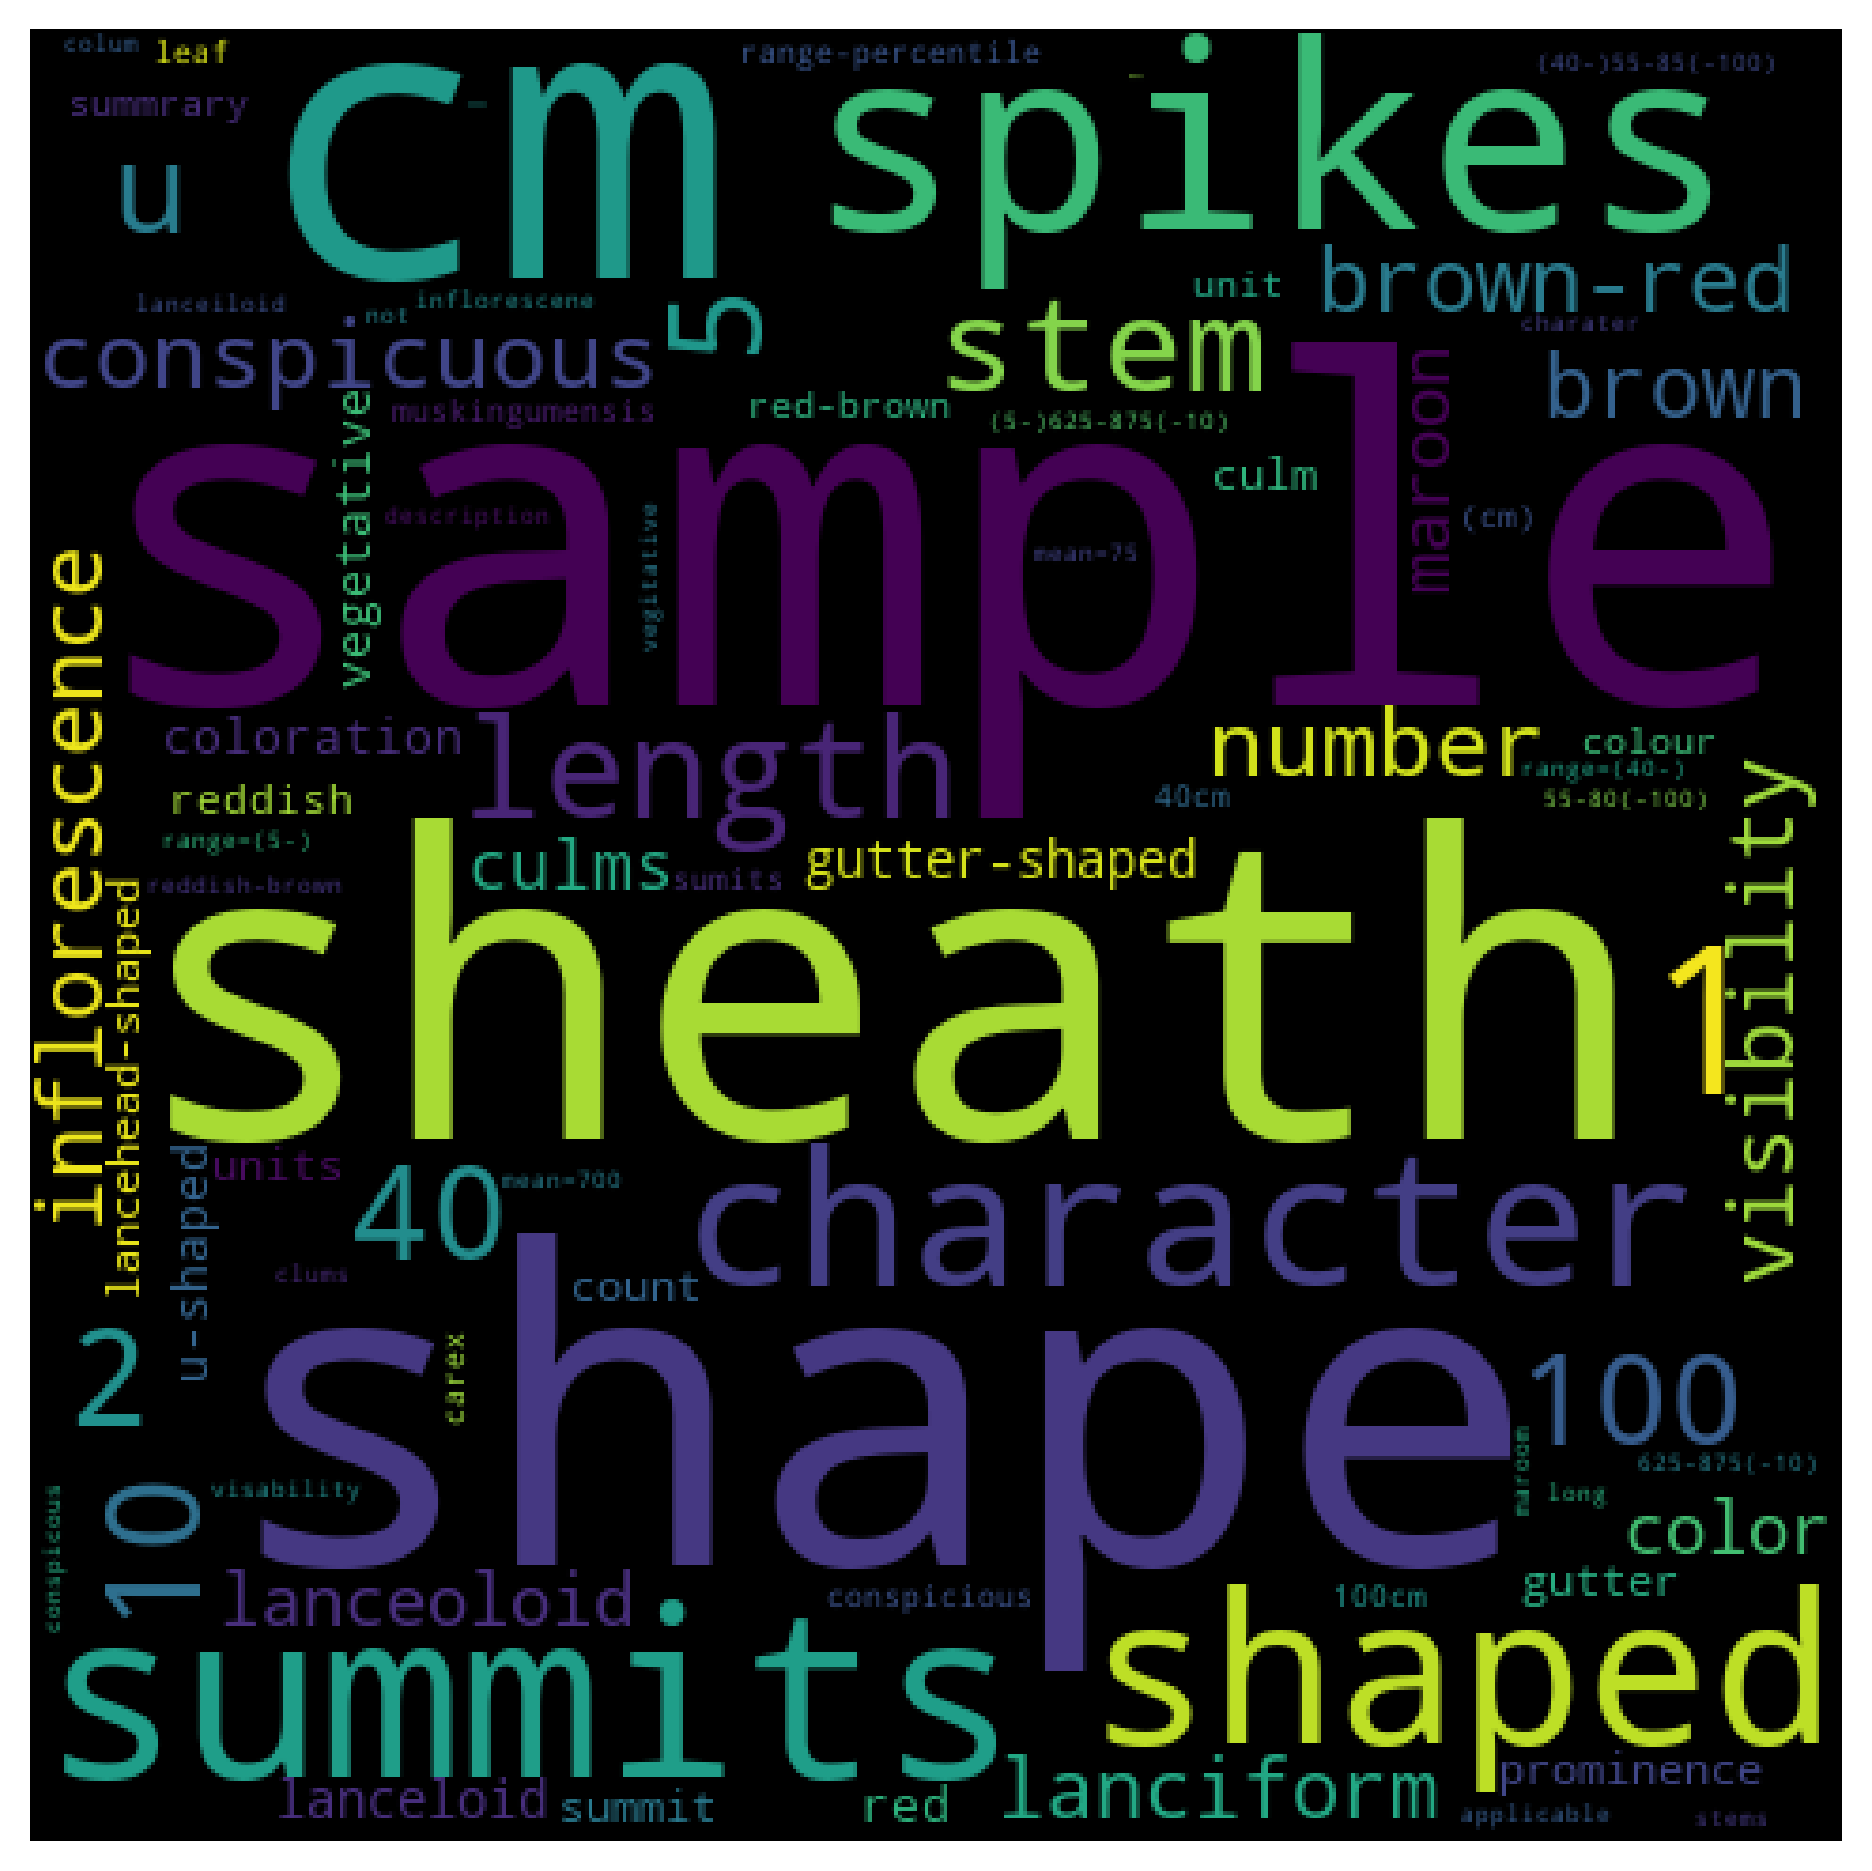 colum
leaf
range-percentile
(40-)55-85(-100)
cm
-
-
spikes
summrary
u
brown-red
unit
lanceiloid
not
inflorescene
5
stem
charater
conspicuous
maroon
brown
vegetative
muskingumensis
red-brown
(5-)625-875(-10)
sample
culm
description
vegitative
mean=75
(cm)
inflorescence
coloration
length
number
colour
range=(40-)
reddish
40cm
55-80(-100)
visibility
range=(5-)
culms
sumits
gutter-shaped
reddish-brown
lancehead-shaped
sheath
1
u-shaped
units
40
mean=700
character
clums
count
shape
2
carex
100
maroom
625-875(-10)
conspicous
10
visability
long
color
lanceoloid
conspicious
100cm
gutter
summits
shaped
lanceloid
summit
red
lanciform
prominence
applicable
stems